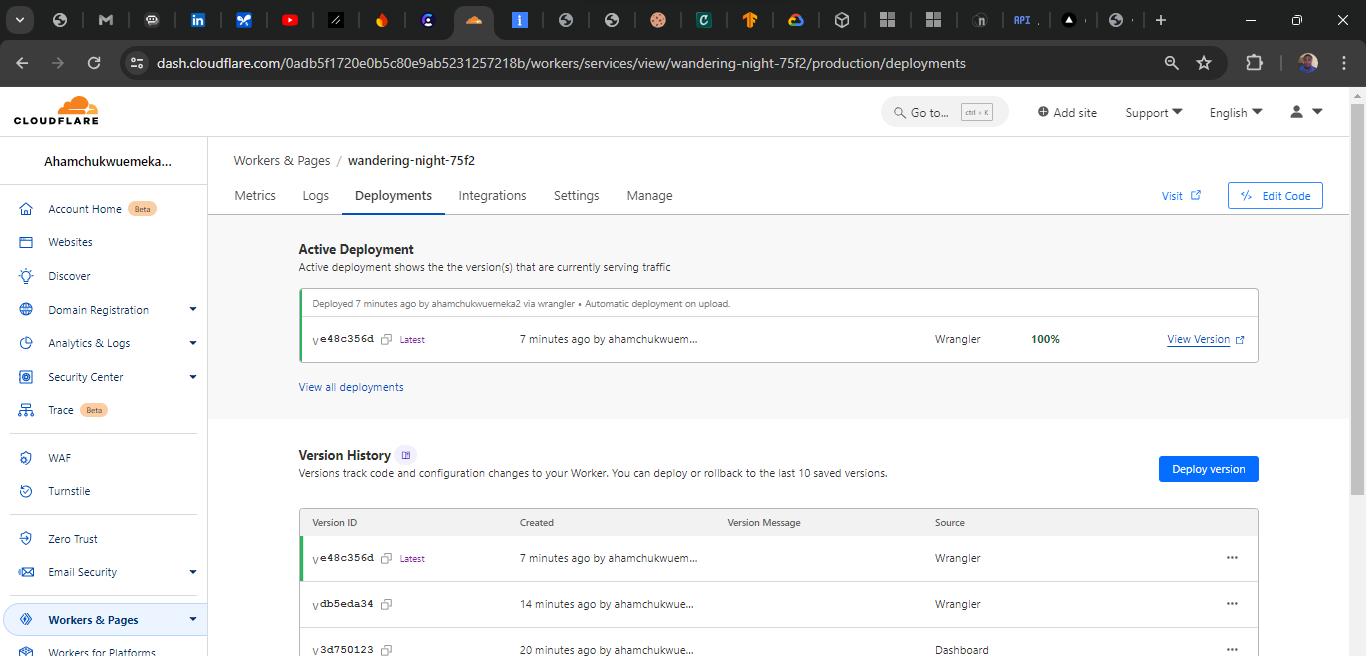 dash.cloudflare.com/0adb5f1720e0b5c80e9ab5231257218b/workers/services/view/wandering-night-75f2/production/deployments
CLOUDFLARE
Go to... ctrl + K
Add site
Support
English
Ahamchukwuemeka...
Account Home Beta
Websites
Discover
Domain Registration
Analytics & Logs
Security Center
Trace Beta
WAF
Turnstile
Zero Trust
Email Security
Workers & Pages
Workers for Platforms
Workers & Pages / wandering-night-75f2
Metrics Logs Deployments Integrations Settings Manage
Visit
Edit Code
Active Deployment
Active deployment shows the the version(s) that are currently serving traffic
Deployed 7 minutes ago by ahamchukwuemeka2 via wrangler • Automatic deployment on upload.
v e48c356d Latest 7 minutes ago by ahamchukwuem... Wrangler 100% View Version
View all deployments
Version History
Versions track code and configuration changes to your Worker. You can deploy or rollback to the last 10 saved versions.
Deploy version
Version ID Created Version Message Source
v e48c356d Latest 7 minutes ago by ahamchukwuem... Wrangler ...
v db5eda34 14 minutes ago by ahamchukwue... Wrangler ...
v 3d750123 20 minutes ago by ahamchukwue... Dashboard ...
API